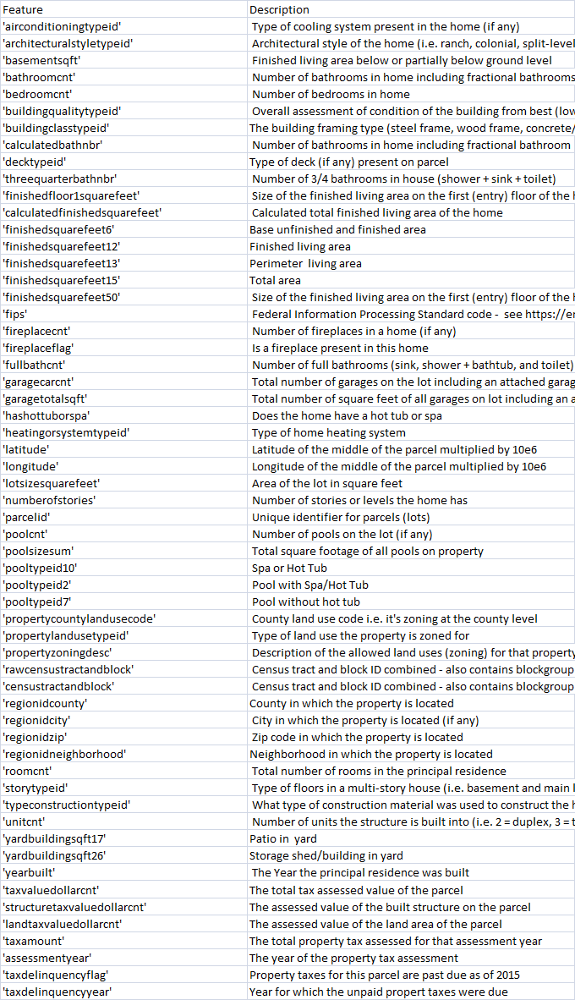 Feature Description
'airconditioningtypeid' Type of cooling system present in the home (if any)
'architecturalstyletypeid' Architectural style of the home (i.e. ranch, colonial, split-level
'basementsqft' Finished living area below or partially below ground level
'bathroomcnt' Number of bathrooms in home including fractional bathrooms
'bedroomcnt' Number of bedrooms in home
'buildingqualitytypeid' Overall assessment of condition of the building from best (low
'buildingclasstypeid' The building framing type (steel frame, wood frame, concrete/
'calculatedbathnbr' Number of bathrooms in home including fractional bathroom
'decktypeid' Type of deck (if any) present on parcel
'threequarterbathnbr' Number of 3/4 bathrooms in house (shower + sink + toilet)
'finishedfloor1squarefeet' Size of the finished living area on the first (entry) floor of the h
'calculatedfinishedsquarefeet' Calculated total finished living area of the home
'finishedsquarefeet6' Base unfinished and finished area
'finishedsquarefeet12' Finished living area
'finishedsquarefeet13' Perimeter living area
'finishedsquarefeet15' Total area
'finishedsquarefeet50' Size of the finished living area on the first (entry) floor of the h
'fips' Federal Information Processing Standard code - see https://en
'fireplacecnt' Number of fireplaces in a home (if any)
'fireplaceflag' Is a fireplace present in this home
'fullbathcnt' Number of full bathrooms (sink, shower + bathtub, and toilet)
'garagecarcnt' Total number of garages on the lot including an attached garag
'garagetotalsqft' Total number of square feet of all garages on lot including an a
'hashottuborspa' Does the home have a hot tub or spa
'heatingorsystemtypeid' Type of home heating system
'latitude' Latitude of the middle of the parcel multiplied by 10e6
'longitude' Longitude of the middle of the parcel multiplied by 10e6
'lotsizesquarefeet' Area of the lot in square feet
'numberofstories' Number of stories or levels the home has
'parcelid' Unique identifier for parcels (lots)
'poolcnt' Number of pools on the lot (if any)
'poolsizesum' Total square footage of all pools on property
'pooltypeid10' Spa or Hot Tub
'pooltypeid2' Pool with Spa/Hot Tub
'pooltypeid7' Pool without hot tub
'propertycountylandusecode' County land use code i.e. it's zoning at the county level
'propertylandusetypeid' Type of land use the property is zoned for
'propertyzoningdesc' Description of the allowed land uses (zoning) for that property
'rawcensustractandblock' Census tract and block ID combined - also contains blockgroup
'censustractandblock' Census tract and block ID combined - also contains blockgroup
'regionidcounty' County in which the property is located
'regionidcity' City in which the property is located (if any)
'regionidzip' Zip code in which the property is located
'regionidneighborhood' Neighborhood in which the property is located
'roomcnt' Total number of rooms in the principal residence
'storytypeid' Type of floors in a multi-story house (i.e. basement and main l
'typeconstructiontypeid' What type of construction material was used to construct the h
'unitcnt' Number of units the structure is built into (i.e. 2 = duplex, 3 = t
'yardbuildingsqft17' Patio in yard
'yardbuildingsqft26' Storage shed/building in yard
'yearbuilt' The Year the principal residence was built
'taxvaluedollarcnt' The total tax assessed value of the parcel
'structuretaxvaluedollarcnt' The assessed value of the built structure on the parcel
'landtaxvaluedollarcnt' The assessed value of the land area of the parcel
'taxamount' The total property tax assessed for that assessment year
'assessmentyear' The year of the property tax assessment
'taxdelinquencyflag' Property taxes for this parcel are past due as of 2015
'taxdelinquencyyear' Year for which the unpaid propert taxes were due